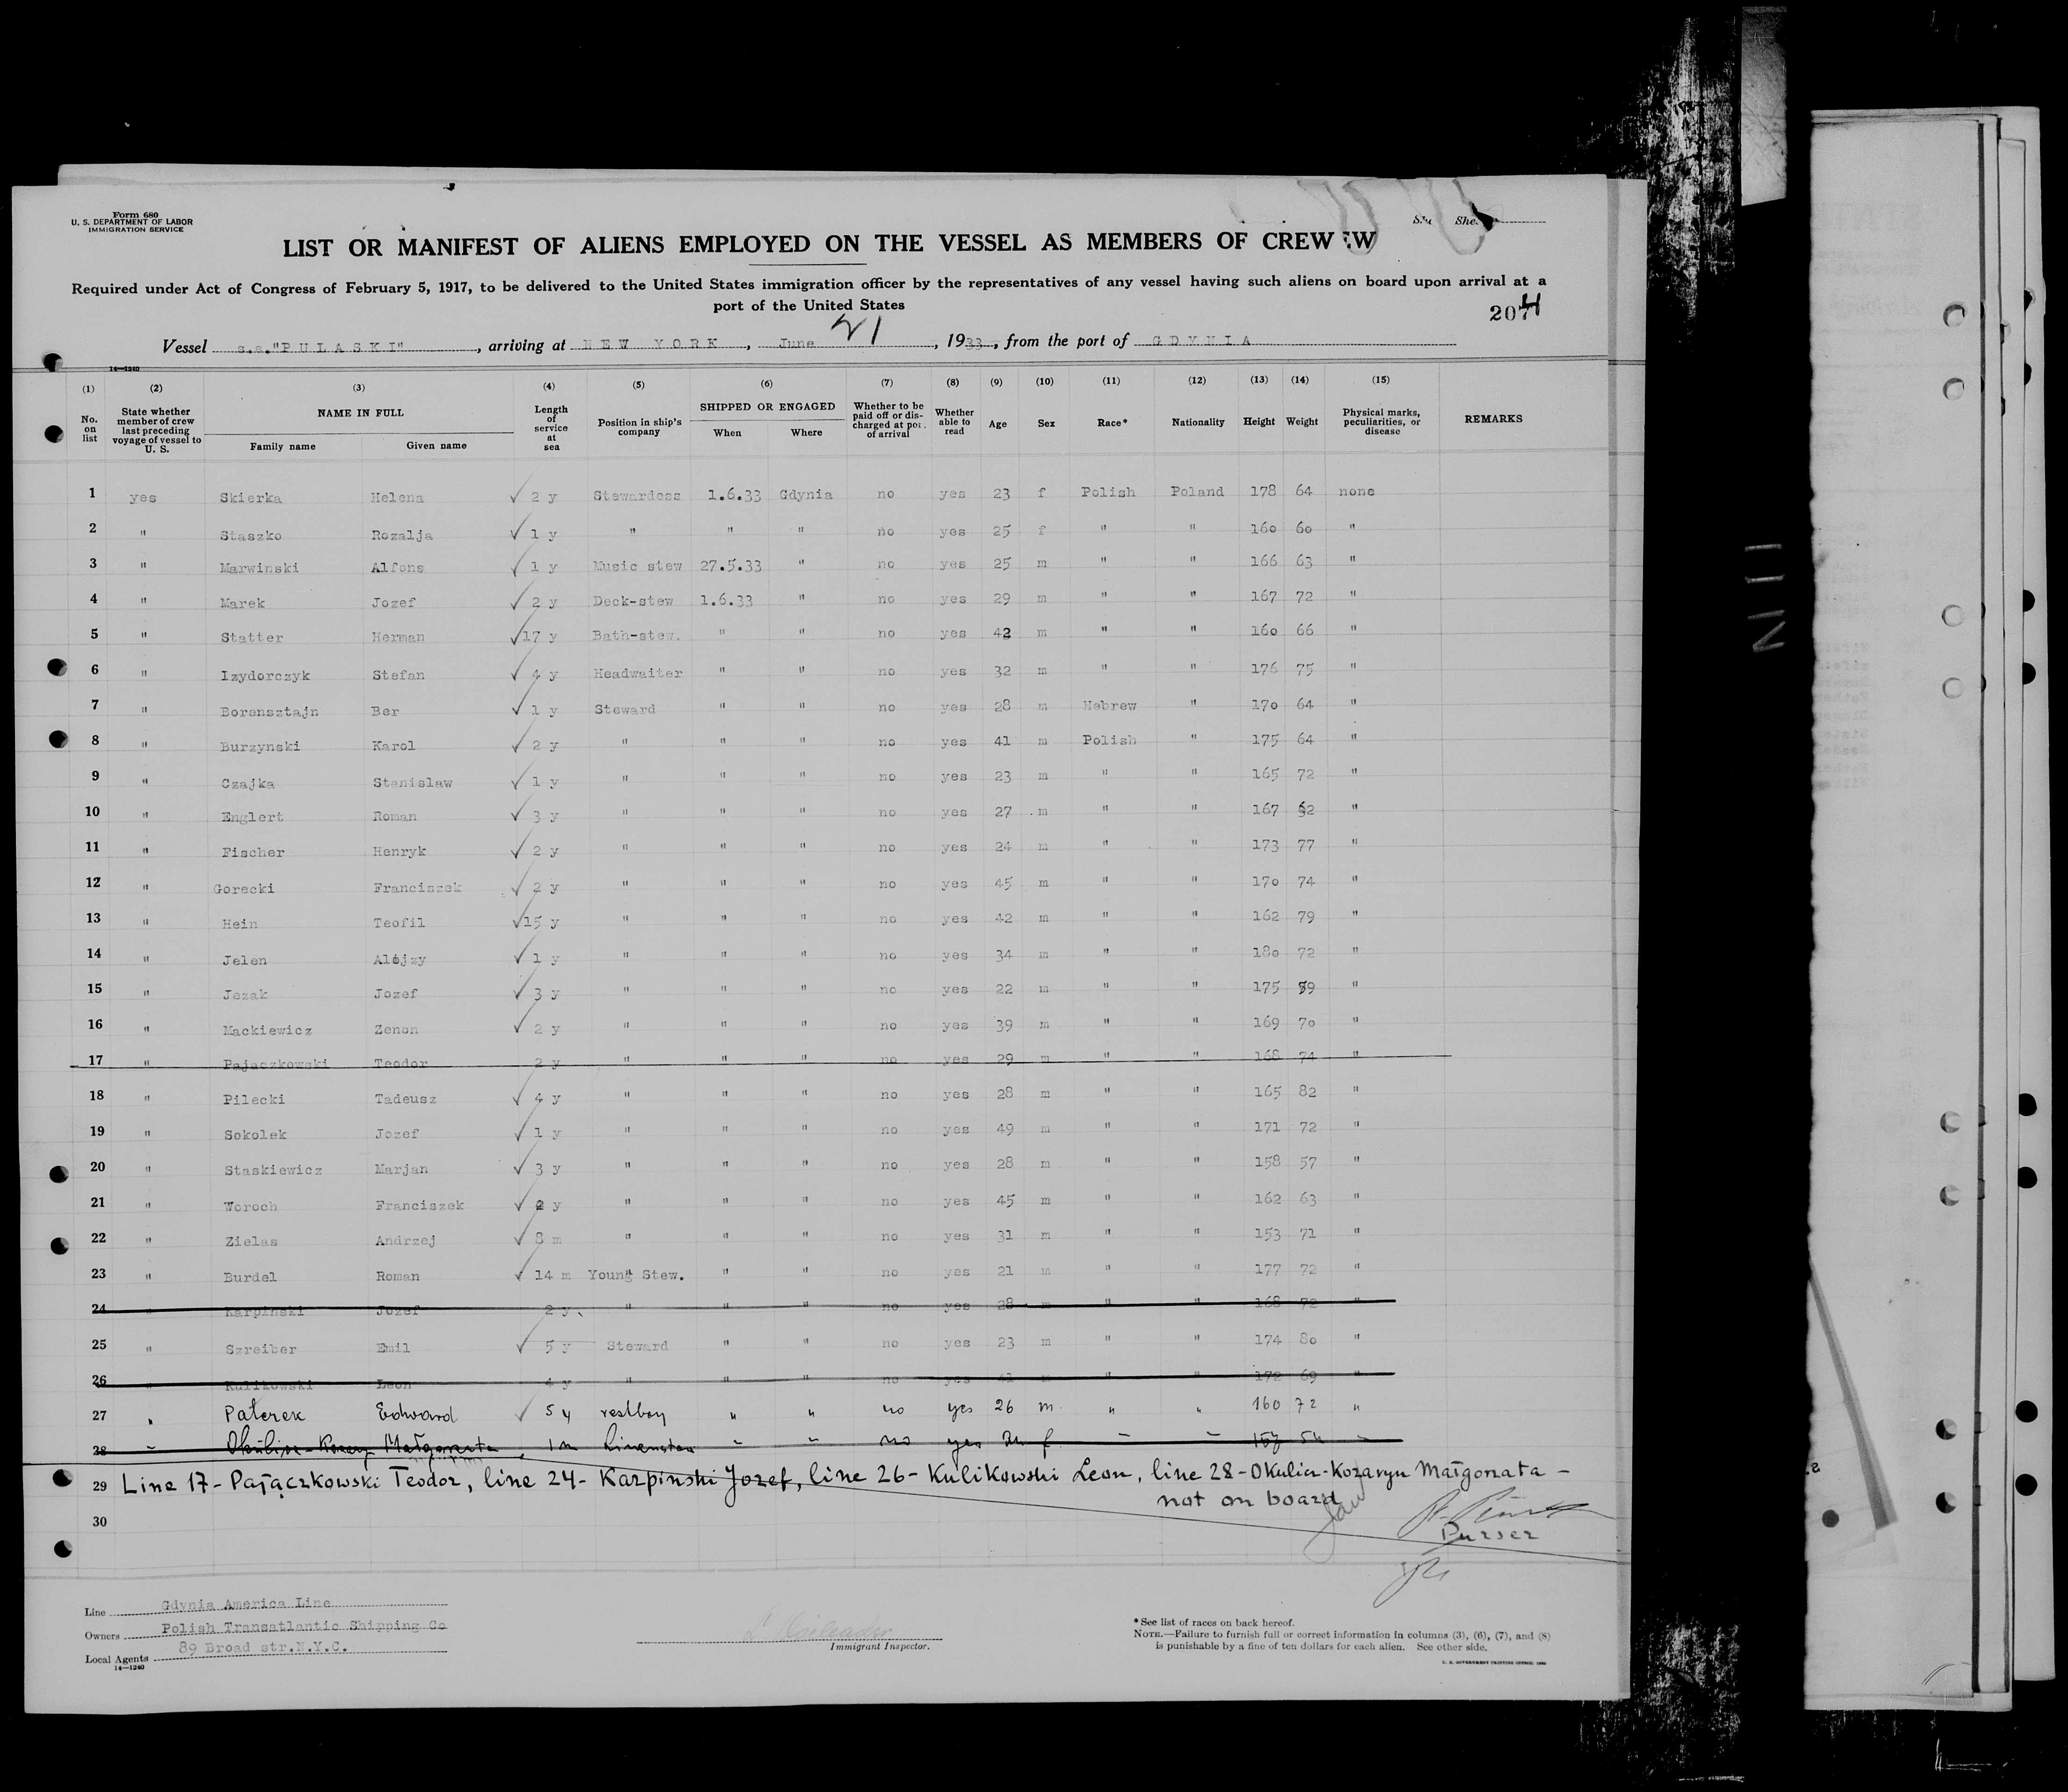 Form 680
U. S. DEPARTMENT OF LABOR
IMMIGRATION SERVICE
LIST OR MANIFEST OF ALIENS EMPLOYED ON THE VESSEL AS MEMBERS OF CREW
Required under Act of Congress of February 5, 1917, to be delivered to the United States immigration officer by the representatives of any vessel having such aliens on board upon arrival at a
port of the United States
Vessel s.s."PULASKI", arriving at NEW YORK, June 21, 1933, from the port of GDYNIA
14—1240
(1) (2) (3) (4) (5) (6) (7) (8) (9) (10) (11) (12) (13) (14) (15)
No. on list State whether member of crew last preceding voyage of vessel to U. S. NAME IN FULL Family name Given name Length of service at sea Position in ship's company SHIPPED OR ENGAGED When Where Whether to be paid off or discharged at port of arrival Whether able to read Age Sex Race* Nationality Height Weight Physical marks, peculiarities, or disease REMARKS
1 yes Skierka Helena √ 2 y Stewardess 1.6.33 Gdynia no yes 23 f Polish Poland 178 64 none
2 " Staszko Rozalja √ 1 y " " " no yes 25 f " " 160 60 "
3 " Marwinski Alfons √ 1 y Music stew 27.5.33 " no yes 25 m " " 166 63 "
4 " Marek Jozef √ 2 y Deck-stew 1.6.33 " no yes 29 m " " 167 72 "
5 " Statter Herman √ 17 y Bath-stew. " " no yes 42 m " " 160 66 "
6 " Izydorczyk Stefan √ 4 y Headwaiter " " no yes 32 m " " 176 75 "
7 " Borensztajn Ber √ 1 y Steward " " no yes 28 m Hebrew " 170 64 "
8 " Burzynski Karol √ 2 y " " " no yes 41 m Polish " 175 64 "
9 " Czajka Stanislaw √ 1 y " " " no yes 23 m " " 165 72 "
10 " Englert Roman √ 3 y " " " no yes 27 m " " 167 62 "
11 " Fischer Henryk √ 2 y " " " no yes 24 m " " 173 77 "
12 " Gorecki Franciszek √ 2 y " " " no yes 45 m " " 170 74 "
13 " Hein Teofil √ 15 y " " " no yes 42 m " " 162 79 "
14 " Jelen Alojzy √ 1 y " " " no yes 34 m " " 180 72 "
15 " Jezak Jozef √ 3 y " " " no yes 22 m " " 175 59 "
16 " Mackiewicz Zenon √ 2 y " " " no yes 39 m " " 169 70 "
17 " Pajaczkowski Teodor 2 y " " " no yes 29 m " " 168 74 "
18 " Pilecki Tadeusz √ 4 y " " " no yes 28 m " " 165 82 "
19 " Sokolek Jozef √ 1 y " " " no yes 49 m " " 171 72 "
20 " Staskiewicz Marjan √ 3 y " " " no yes 28 m " " 158 57 "
21 " Woroch Franciszek √ 2 y " " " no yes 45 m " " 162 63 "
22 " Zielas Andrzej √ 8 m " " " no yes 31 m " " 153 71 "
23 " Burdel Roman √ 14 m Young Stew. " " no yes 21 m " " 177 72 "
24 " Karpinski Jozef 2 y. " " " no yes 28 m " " 168 72 "
25 " Szreiber Emil √ 5 y Steward " " no yes 23 m " " 174 80 "
26 " Kulikowski Leon 4 y " " " no yes 41 m " " 172 69 "
27 " Paterek Edward √ 5 y restboy " " no yes 26 m " " 160 72 "
28 " Okulicz-Kozaryn Małgorzata 1 m " no yes f " " "
29 Line 17 - Pajączkowski Teodor, line 24 - Karpinski Jozef, line 26 - Kulikowski Leon, line 28 - Okulicz-Kozaryn Małgorzata -
not on board
30
Purser
Line Gdynia America Line
Owners Polish Transatlantic Shipping Co
Local Agents 89 Broad str.N.Y.C.
14—1240
Immigrant Inspector.
*See list of races on back hereof.
NOTE.—Failure to furnish full or correct information in columns (3), (6), (7), and (8)
is punishable by a fine of ten dollars for each alien. See other side.
U. S. GOVERNMENT PRINTING OFFICE